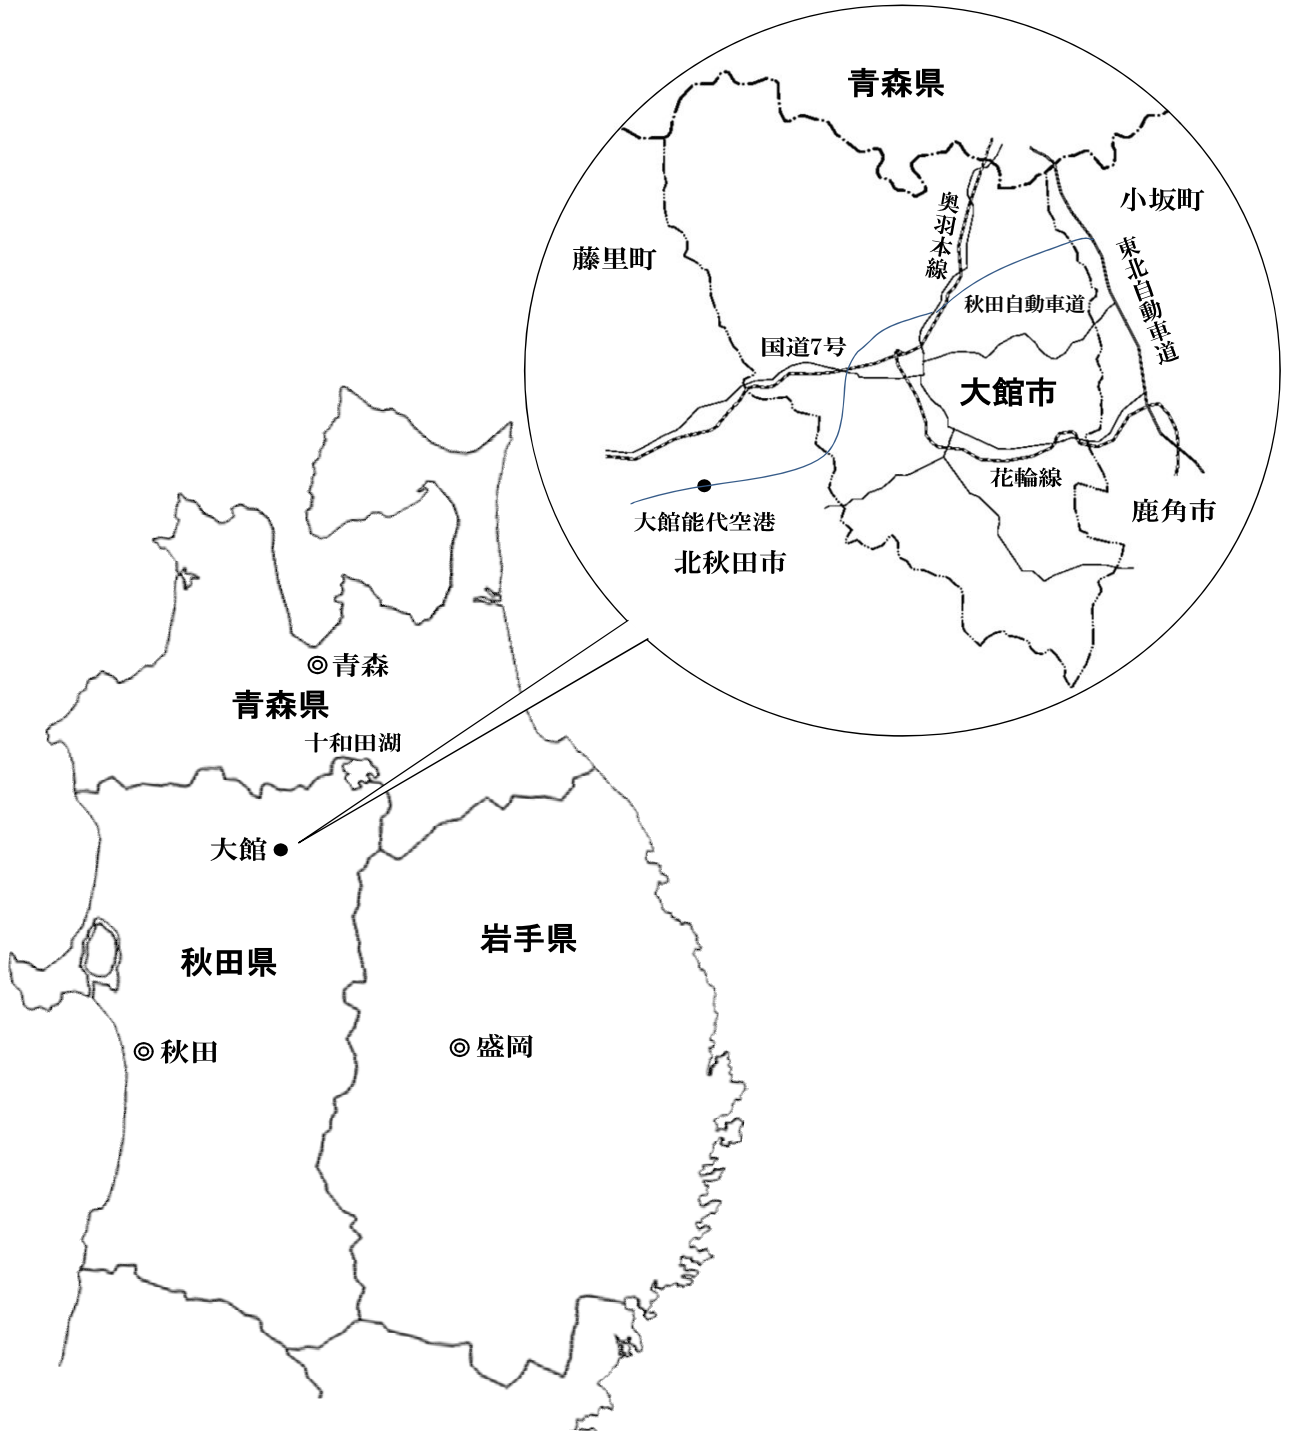 青森県
小坂町
奥羽本線
藤里町
東北自動車道
秋田自動車道
国道7号
大館市
花輪線
鹿角市
大館能代空港
北秋田市
◎青森
青森県
十和田湖
大館●
岩手県
秋田県
◎秋田
◎盛岡